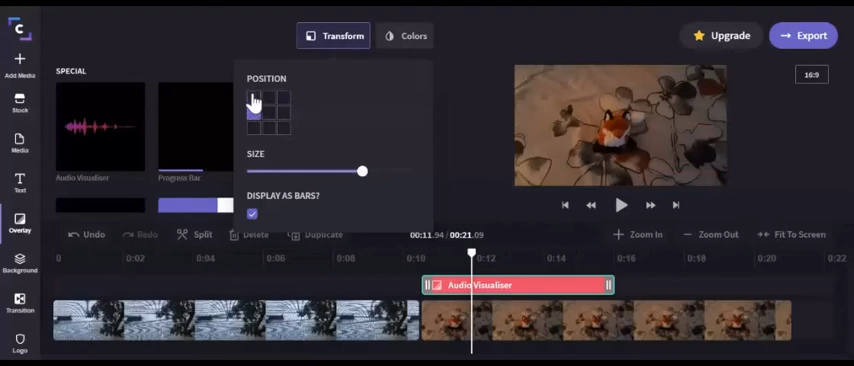 Transform
Colors
Upgrade
Export
Add Media
SPECIAL
POSITION
16:9
Stock
Media
SIZE
Audio Visualiser
Progress Bar
Text
DISPLAY AS BARS?
Overlay
Undo
Redo
Split
Delete
Duplicate
00:11.94 / 00:21.09
Zoom In
Zoom Out
Fit To Screen
Background
0 0:02 0:04 0:06 0:08 0:10 0:12 0:14 0:16 0:18 0:20 0:22
Audio Visualiser
Transition
Logo